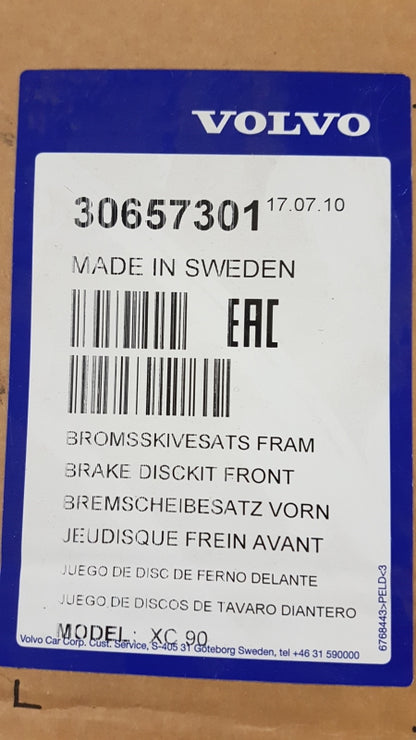 VOLVO
30657301 17.07.10
MADE IN SWEDEN
EAC
BROMSSKIVESATS FRAM
BRAKE DISCKIT FRONT
BREMSCHEIBESATZ VORN
JEUDISQUE FREIN AVANT
JUEGO DE DISC DE FERNO DELANTE
JUEGO DE DISCOS DE TAVARO DIANTERO
MODEL: XC 90
Volvo Car Corp. Cust. Service, S-405 31 Göteborg Sweden, tel +46 31 590000
6768443>PELD<3
L